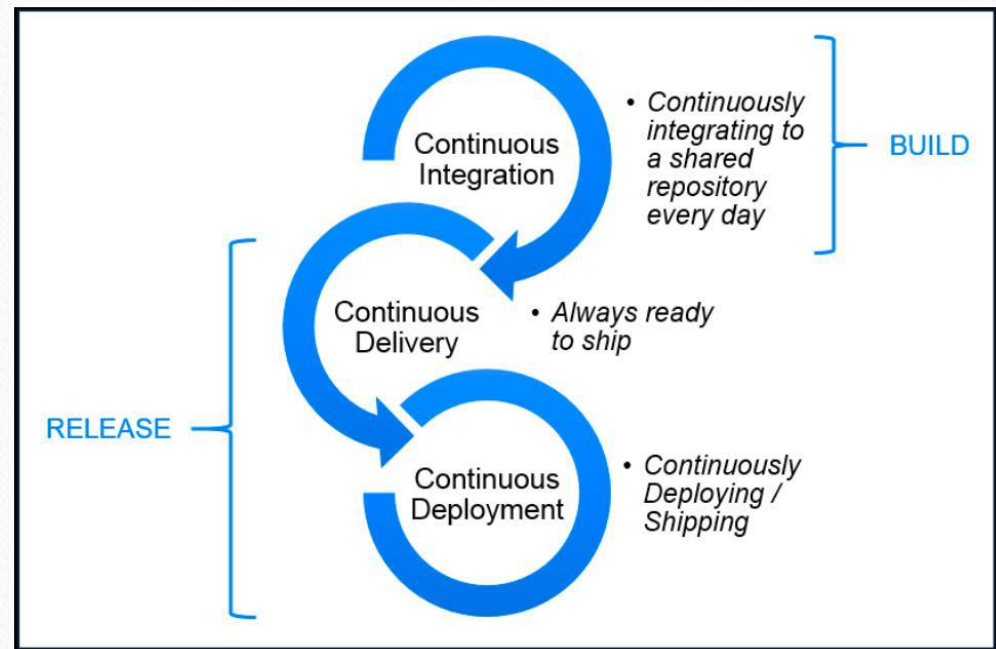 Continuous
Integration
• Continuously
integrating to
a shared
repository
every day
BUILD
Continuous
Delivery
• Always ready
to ship
RELEASE
Continuous
Deployment
• Continuously
Deploying /
Shipping